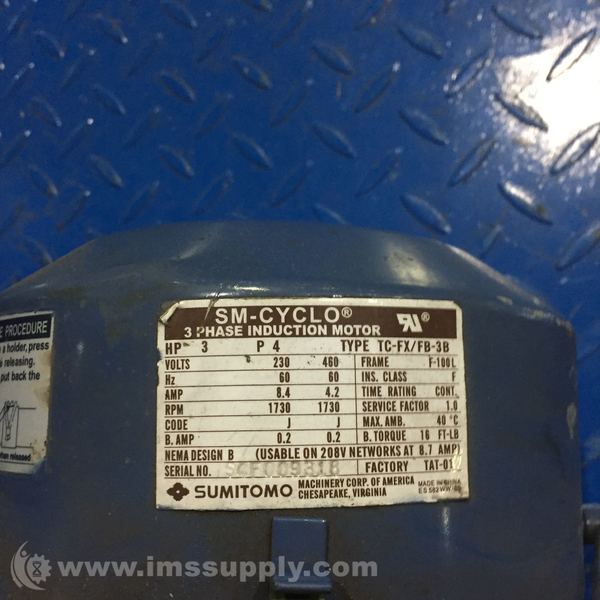 SM-CYCLO®
3 PHASE INDUCTION MOTOR
HP 3 P 4 TYPE TC-FX/FB-3B
VOLTS 230 460 FRAME F-100L
Hz 60 60 INS. CLASS F
AMP 8.4 4.2 TIME RATING CONT.
RPM 1730 1730 SERVICE FACTOR 1.0
CODE J J MAX. AMB. 40 °C
B. AMP 0.2 0.2 B. TORQUE 16 FT-LB
NEMA DESIGN B (USABLE ON 208V NETWORKS AT 8.7 AMP)
SERIAL NO. FACTORY
SUMITOMO MACHINERY CORP. OF AMERICA
CHESAPEAKE, VIRGINIA
MADE IN CHINA
PROCEDURE
a holder, press
releasing.
put back the
when released
www.imssupply.com